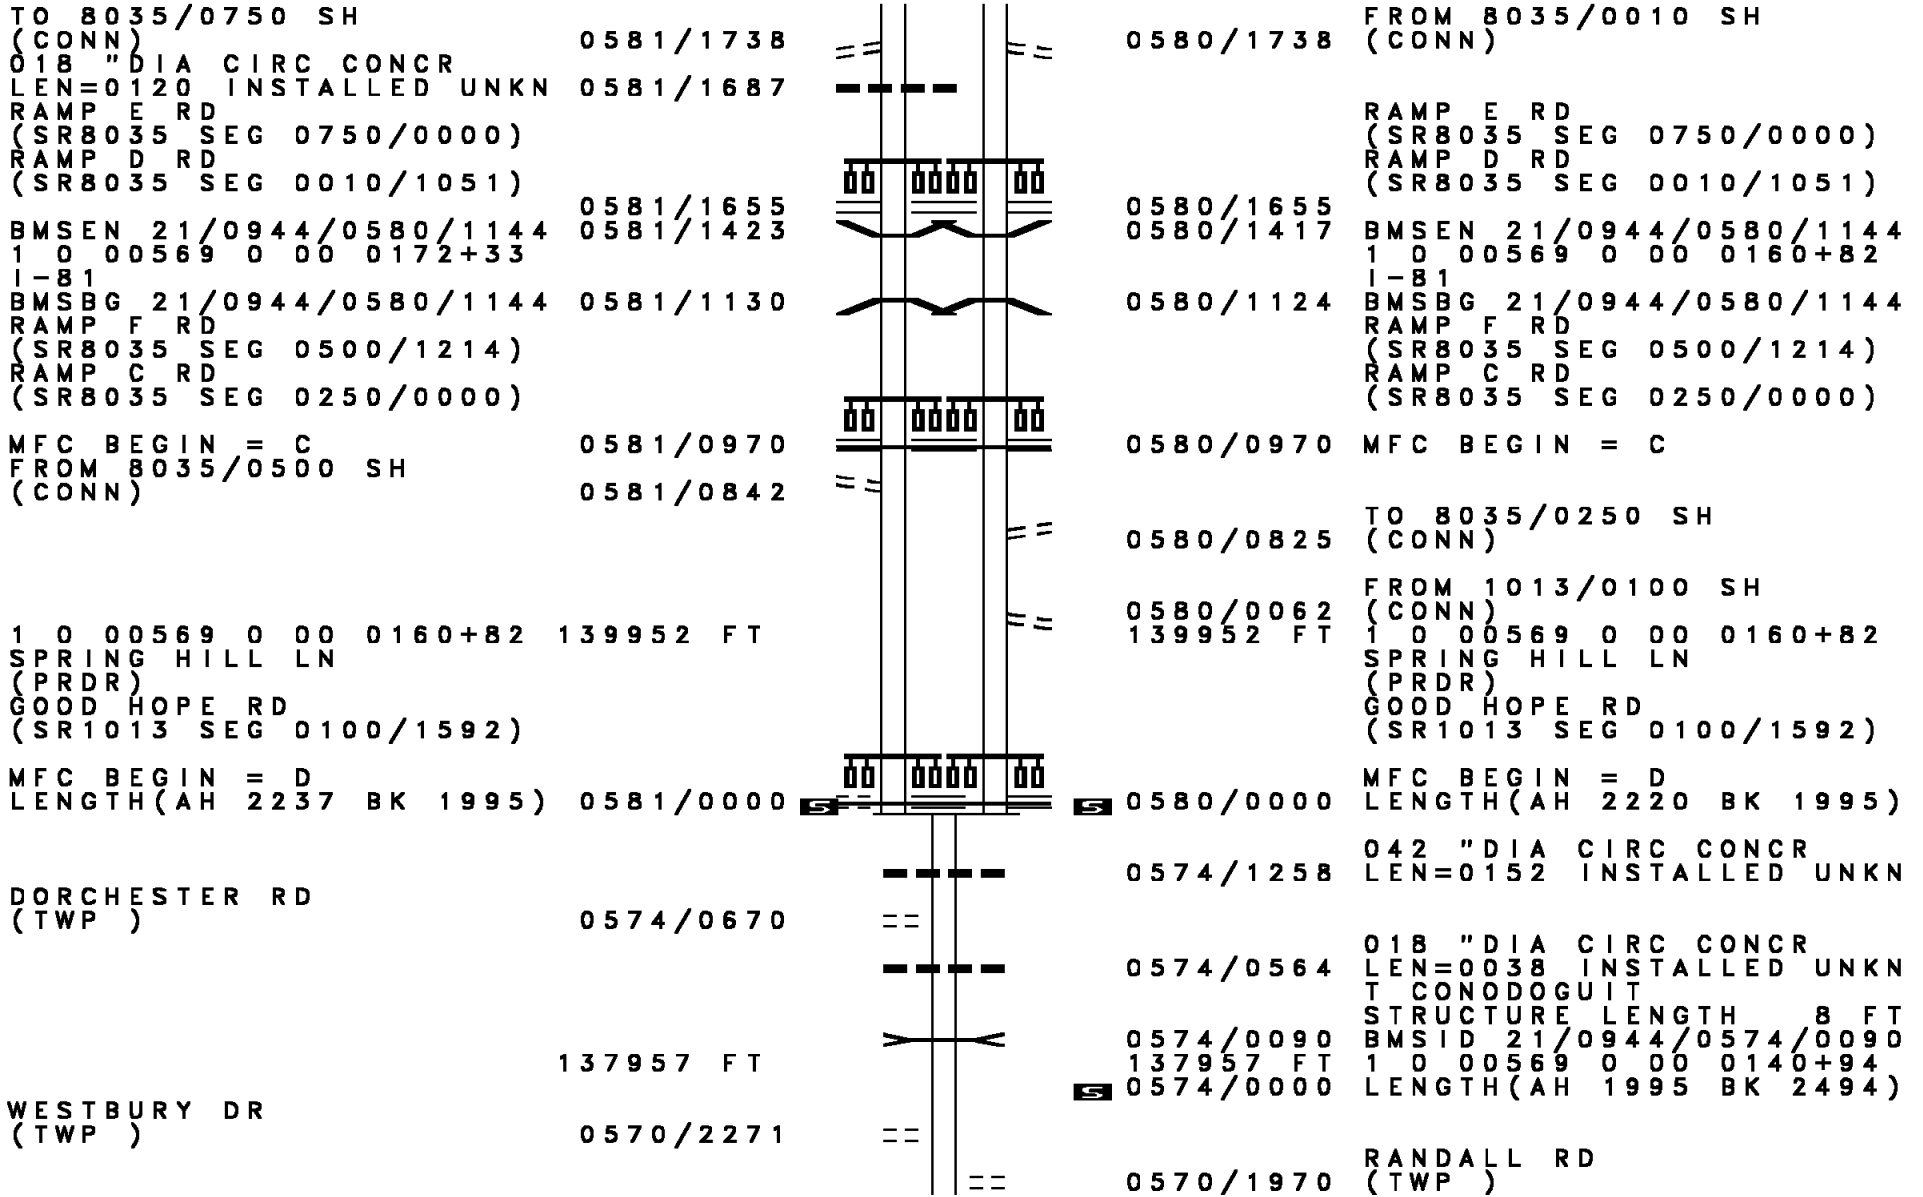 TO 8035/0750 SH
(CONN) 0581/1738
018 "DIA CIRC CONCR
LEN=0120 INSTALLED UNKN 0581/1687
RAMP E RD
(SR8035 SEG 0750/0000)
RAMP D RD
(SR8035 SEG 0010/1051)
0581/1655
BMSEN 21/0944/0580/1144 0581/1423
1 0 00569 0 00 0172+33
I-81
BMSBG 21/0944/0580/1144 0581/1130
RAMP F RD
(SR8035 SEG 0500/1214)
RAMP C RD
(SR8035 SEG 0250/0000)
MFC BEGIN = C 0581/0970
FROM 8035/0500 SH
(CONN) 0581/0842
1 0 00569 0 00 0160+82 139952 FT
SPRING HILL LN
(PRDR)
GOOD HOPE RD
(SR1013 SEG 0100/1592)
MFC BEGIN = D
LENGTH(AH 2237 BK 1995) 0581/0000 S
DORCHESTER RD
(TWP ) 0574/0670
137957 FT
WESTBURY DR
(TWP ) 0570/2271
FROM 8035/0010 SH
0580/1738 (CONN)
RAMP E RD
(SR8035 SEG 0750/0000)
RAMP D RD
(SR8035 SEG 0010/1051)
0580/1655
0580/1417 BMSEN 21/0944/0580/1144
1 0 00569 0 00 0160+82
I-81
0580/1124 BMSBG 21/0944/0580/1144
RAMP F RD
(SR8035 SEG 0500/1214)
RAMP C RD
(SR8035 SEG 0250/0000)
0580/0970 MFC BEGIN = C
TO 8035/0250 SH
0580/0825 (CONN)
FROM 1013/0100 SH
0580/0062 (CONN)
139952 FT 1 0 00569 0 00 0160+82
SPRING HILL LN
(PRDR)
GOOD HOPE RD
(SR1013 SEG 0100/1592)
MFC BEGIN = D
S 0580/0000 LENGTH(AH 2220 BK 1995)
042 "DIA CIRC CONCR
0574/1258 LEN=0152 INSTALLED UNKN
018 "DIA CIRC CONCR
0574/0564 LEN=0038 INSTALLED UNKN
T CONODOGUIT
STRUCTURE LENGTH 8 FT
0574/0090 BMSID 21/0944/0574/0090
137957 FT 1 0 00569 0 00 0140+94
S 0574/0000 LENGTH(AH 1995 BK 2494)
RANDALL RD
0570/1970 (TWP )